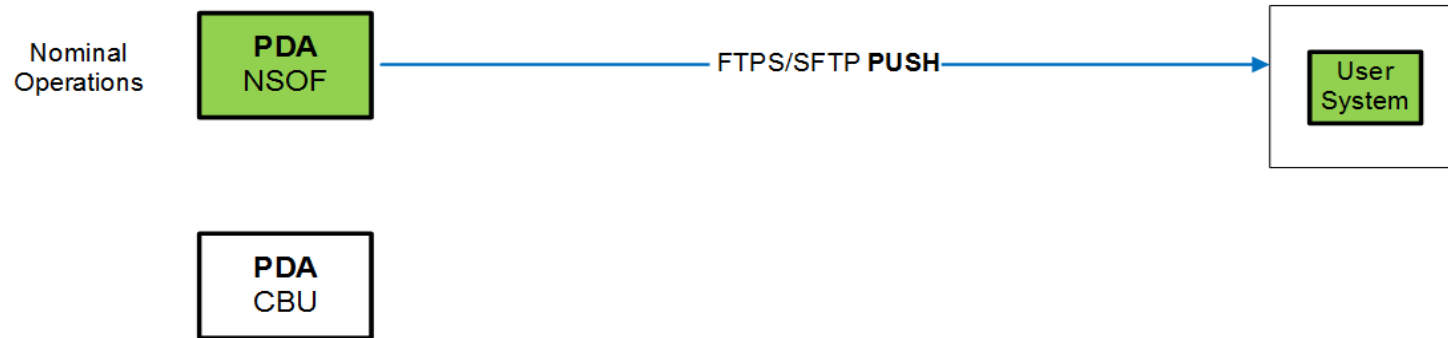 Nominal
Operations
PDA
NSOF
FTPS/SFTP PUSH
User
System
PDA
CBU